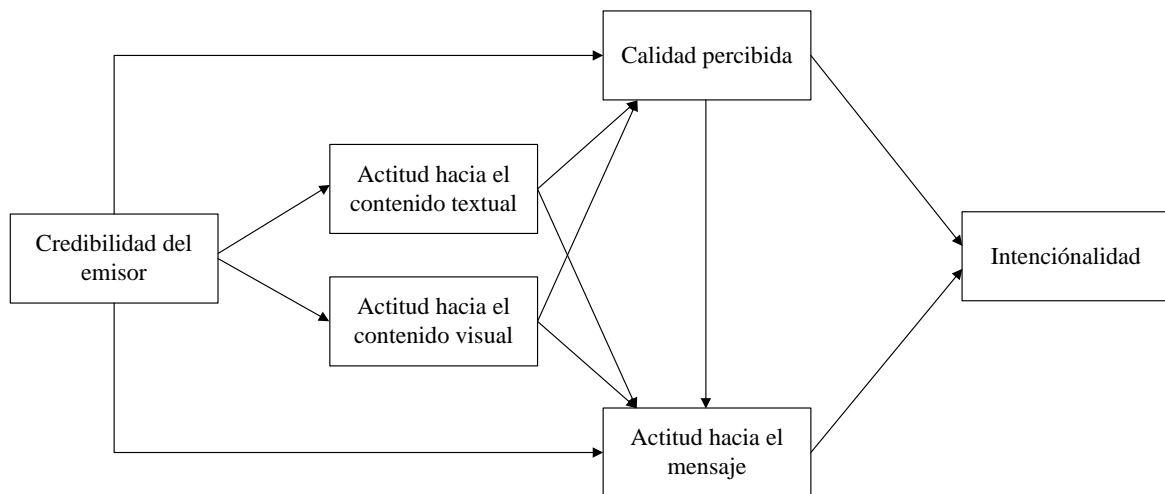 Calidad percibida
Actitud hacia el
contenido textual
Credibilidad del
emisor
Intenciónalidad
Actitud hacia el
contenido visual
Actitud hacia el
mensaje